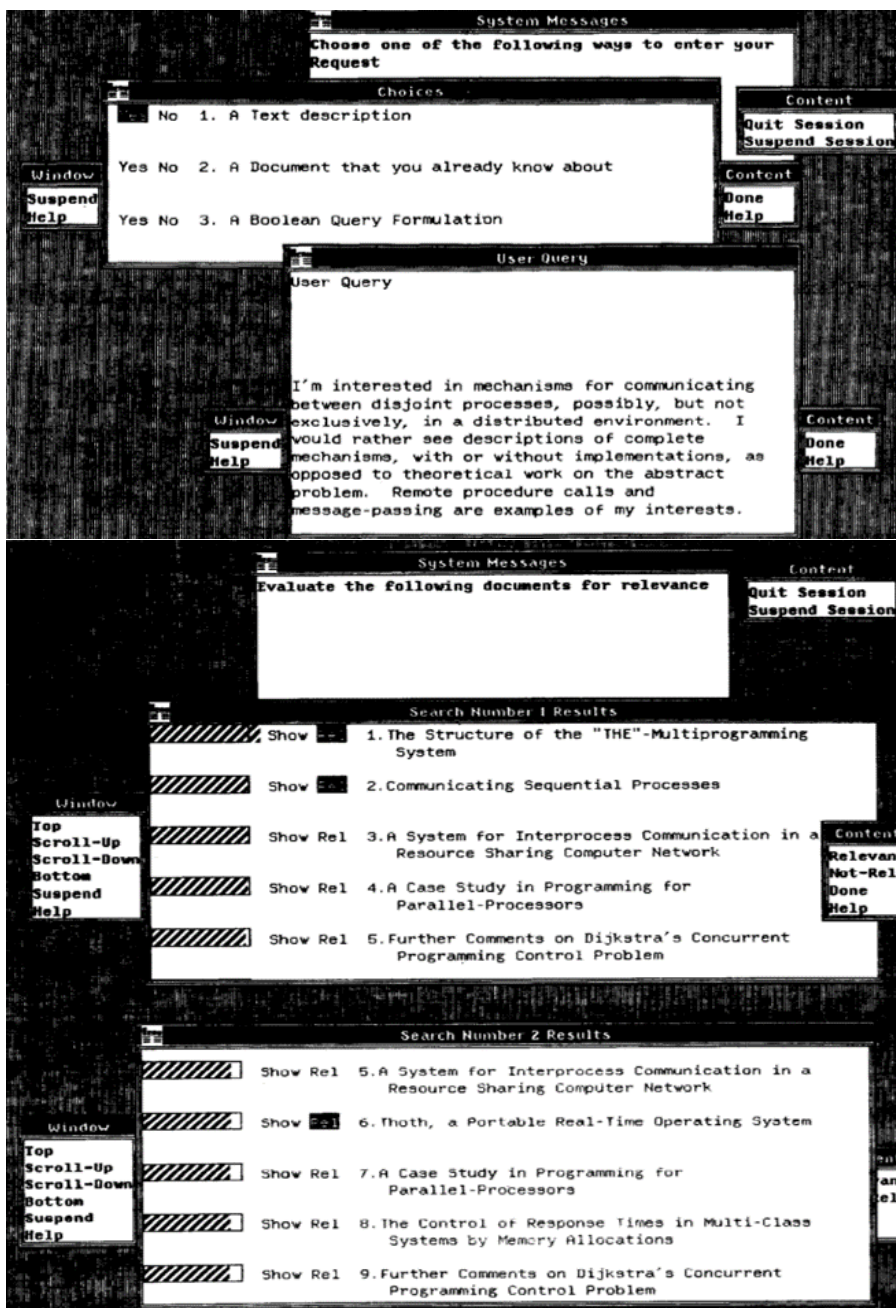 System Messages
Choose one of the following ways to enter your
Request
Choices
No 1. A Text description
Yes No 2. A Document that you already know about
Yes No 3. A Boolean Query Formulation
Content
Quit Session
Suspend Session
Window
Suspend
Help
Content
Done
Help
User Query
User Query
I'm interested in mechanisms for communicating
between disjoint processes, possibly, but not
exclusively, in a distributed environment. I
would rather see descriptions of complete
mechanisms, with or without implementations, as
opposed to theoretical work on the abstract
problem. Remote procedure calls and
message-passing are examples of my interests.
Window
Suspend
Help
Content
Done
Help
System Messages
Evaluate the following documents for relevance
Content
Quit Session
Suspend Session
Search Number 1 Results
Show Rel 1.The Structure of the "THE"-Multiprogramming
System
Show Rel 2.Communicating Sequential Processes
Show Rel 3.A System for Interprocess Communication in a
Resource Sharing Computer Network
Show Rel 4.A Case Study in Programming for
Parallel-Processors
Show Rel 5.Further Comments on Dijkstra's Concurrent
Programming Control Problem
Window
Top
Scroll-Up
Scroll-Down
Bottom
Suspend
Help
Content
Relevan
Not-Rel
Done
Help
Search Number 2 Results
Show Rel 5.A System for Interprocess Communication in a
Resource Sharing Computer Network
Show Rel 6.Thoth, a Portable Real-Time Operating System
Show Rel 7.A Case Study in Programming for
Parallel-Processors
Show Rel 8.The Control of Response Times in Multi-Class
Systems by Memory Allocations
Show Rel 9.Further Comments on Dijkstra's Concurrent
Programming Control Problem
Window
Top
Scroll-Up
Scroll-Down
Bottom
Suspend
Help